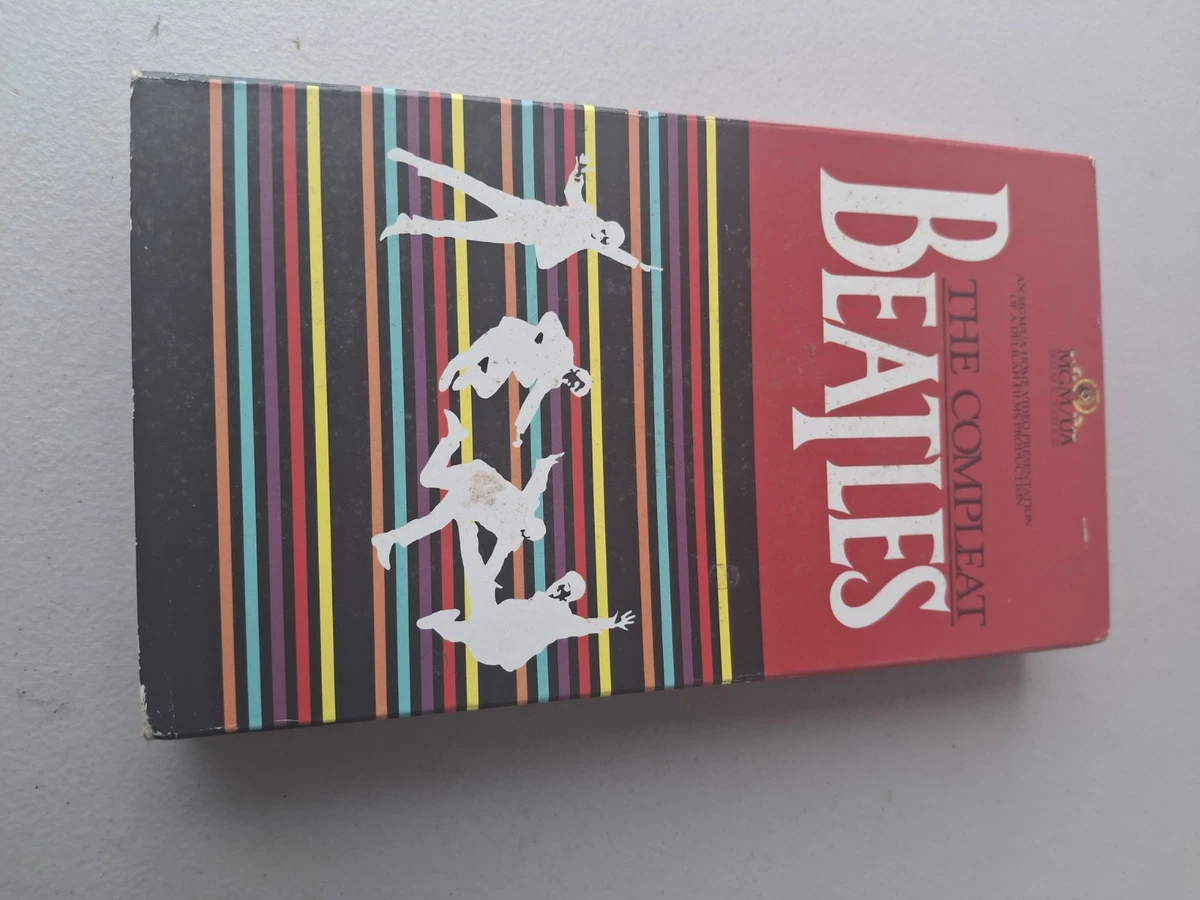 MGM/UA
AN MGM/UA HOME VIDEO PRESENTATION
OF A DELILAH FILMS PRODUCTION
THE COMPLEAT
BEATLES